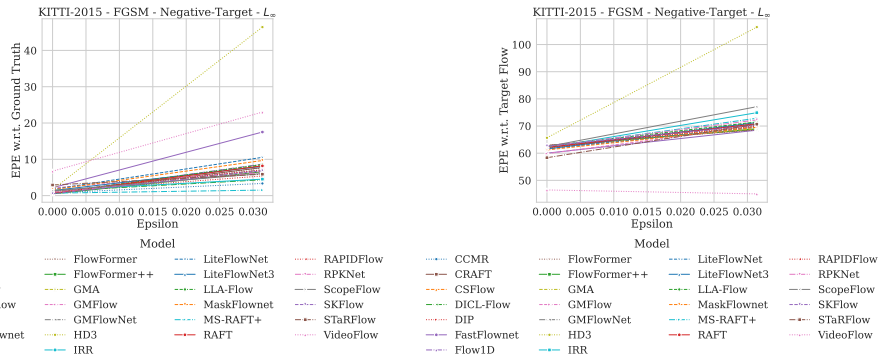 KITTI-2015 - FGSM - Negative-Target - L∞
EPE w.r.t. Ground Truth
40
30
20
10
0
0.000 0.005 0.010 0.015 0.020 0.025 0.030
Epsilon
Model
FlowFormer LiteFlowNet RAPIDFlow
FlowFormer++ LiteFlowNet3 RPKNet
GMA LLA-Flow ScopeFlow
low GMFlow MaskFlownet SKFlow
GMFlowNet MS-RAFT+ STaRFlow
wnet HD3 RAFT VideoFlow
IRR
KITTI-2015 - FGSM - Negative-Target - L∞
EPE w.r.t. Target Flow
100
90
80
70
60
50
0.000 0.005 0.010 0.015 0.020 0.025 0.030
Epsilon
Model
CCMR FlowFormer LiteFlowNet RAPIDFlow
CRAFT FlowFormer++ LiteFlowNet3 RPKNet
CSFlow GMA LLA-Flow ScopeFlow
DICL-Flow GMFlow MaskFlownet SKFlow
DIP GMFlowNet MS-RAFT+ STaRFlow
FastFlownet HD3 RAFT VideoFlow
Flow1D IRR